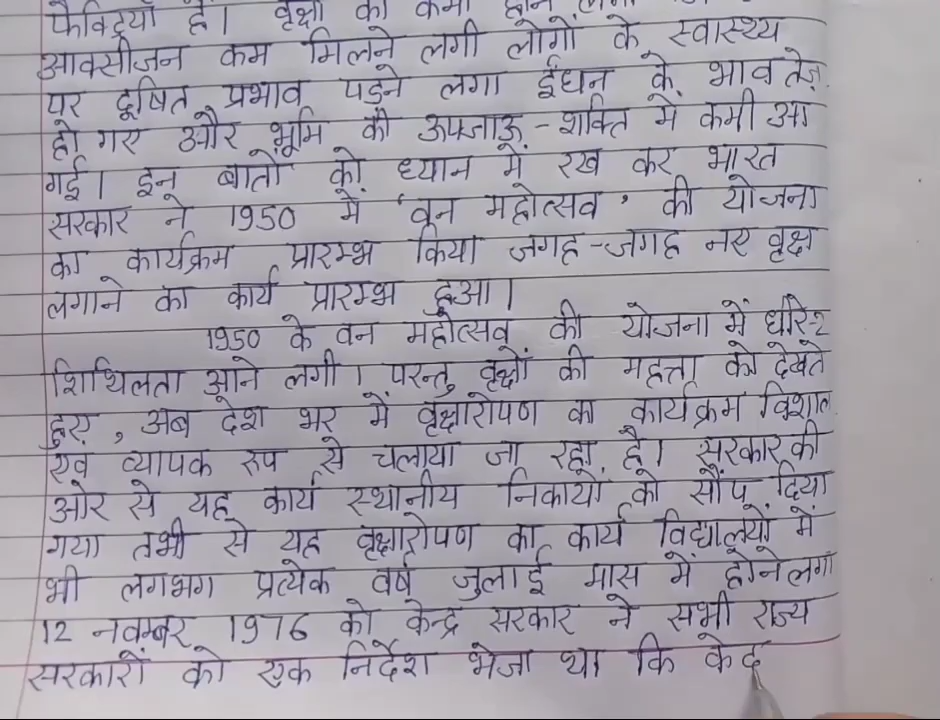 फैक्ट्रियाँ है। वृक्षों की कमी होने
आक्सीजन कम मिलने लगी लोगों के स्वास्थ्य
पर दूषित प्रभाव पड़ने लगा ईंधन के भाव तेज़
हो गए और भूमि की उपजाऊ-शक्ति में कमी आ
गई। इन बातों को ध्यान में रख कर भारत
सरकार ने 1950 में 'वन महोत्सव' की योजना
का कार्यक्रम प्रारम्भ किया जगह-जगह नए वृक्ष
लगाने का कार्य प्रारम्भ हुआ।
1950 के वन महोत्सव की योजना में धीरे-2
शिथिलता आने लगी। परन्तु वृक्षों की महत्ता को देखते
हुए, अब देश भर में वृक्षारोपण का कार्यक्रम विशाल
एवं व्यापक रुप से चलाया जा रहा है। सरकार की
ओर से यह कार्य स्थानीय निकायों को सौंप दिया
गया तभी से यह वृक्षारोपण का कार्य विद्यालयों में
भी लगभग प्रत्येक वर्ष जुलाई मास में होने लगा
12 नवम्बर 1976 को केन्द्र सरकार ने सभी राज्य
सरकारों को एक निर्देश भेजा था कि केंद